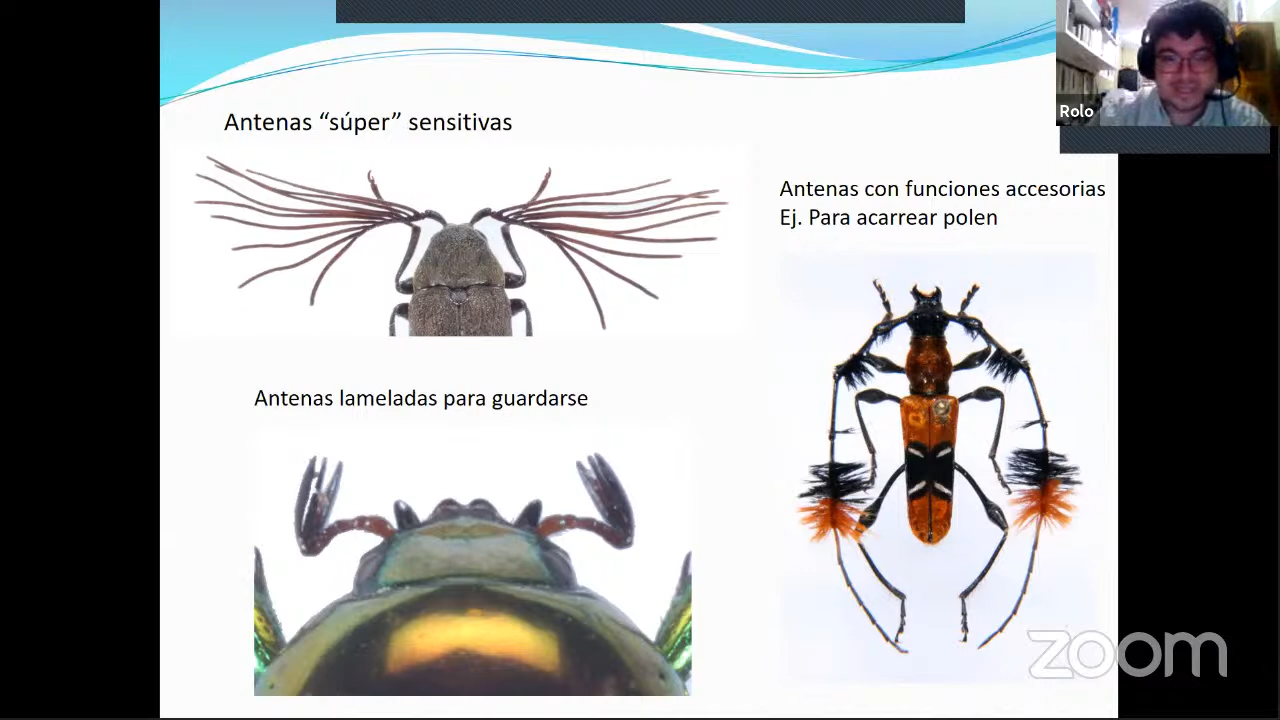 Antenas “súper” sensitivas
Rolo
Antenas con funciones accesorias
Ej. Para acarrear polen
Antenas lameladas para guardarse
zoom